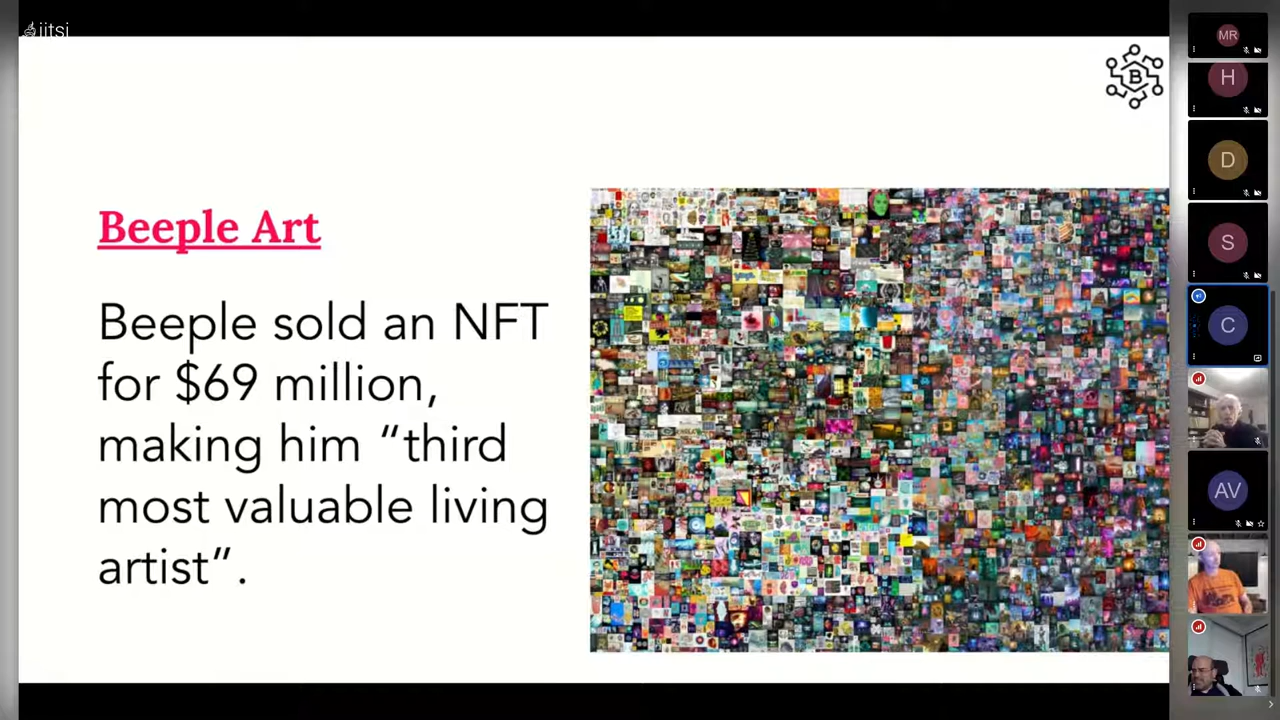 jitsi
B
Beeple Art
Beeple sold an NFT
for $69 million,
making him “third
most valuable living
artist”.
MR
H
D
S
C
AV